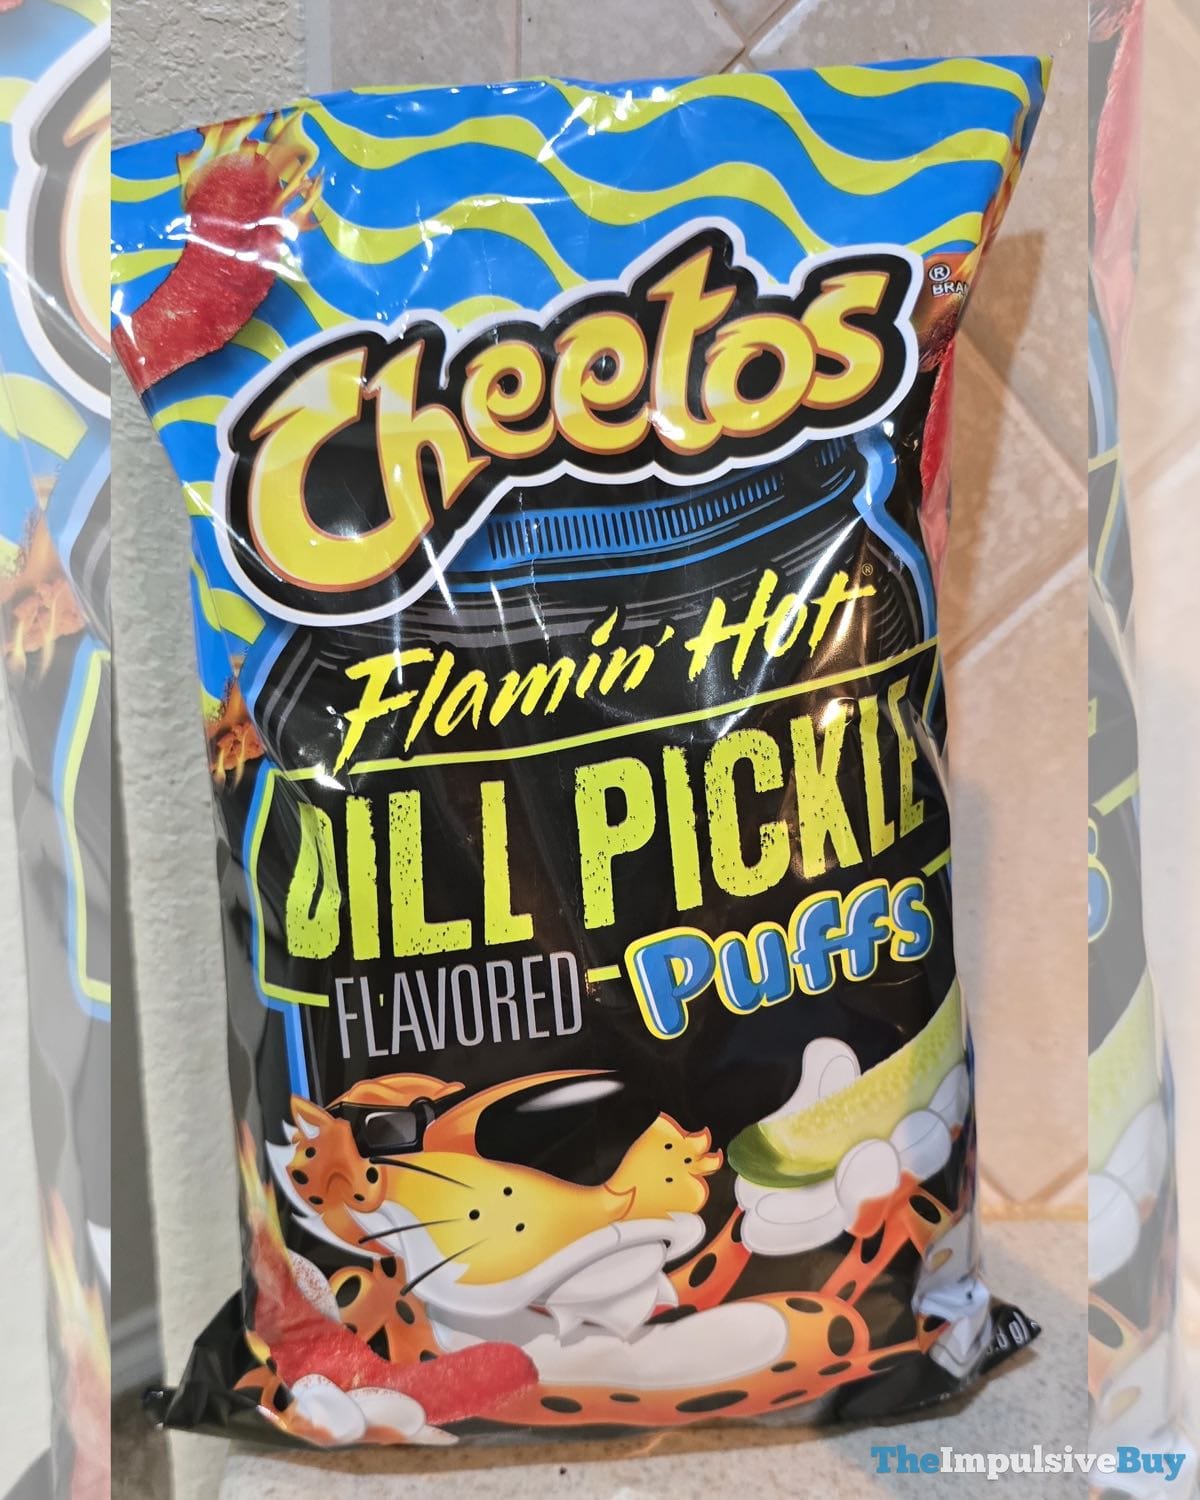 Cheetos®
Flamin' Hot®
DILL PICKLE
FLAVORED Puffs
TheImpulsiveBuy